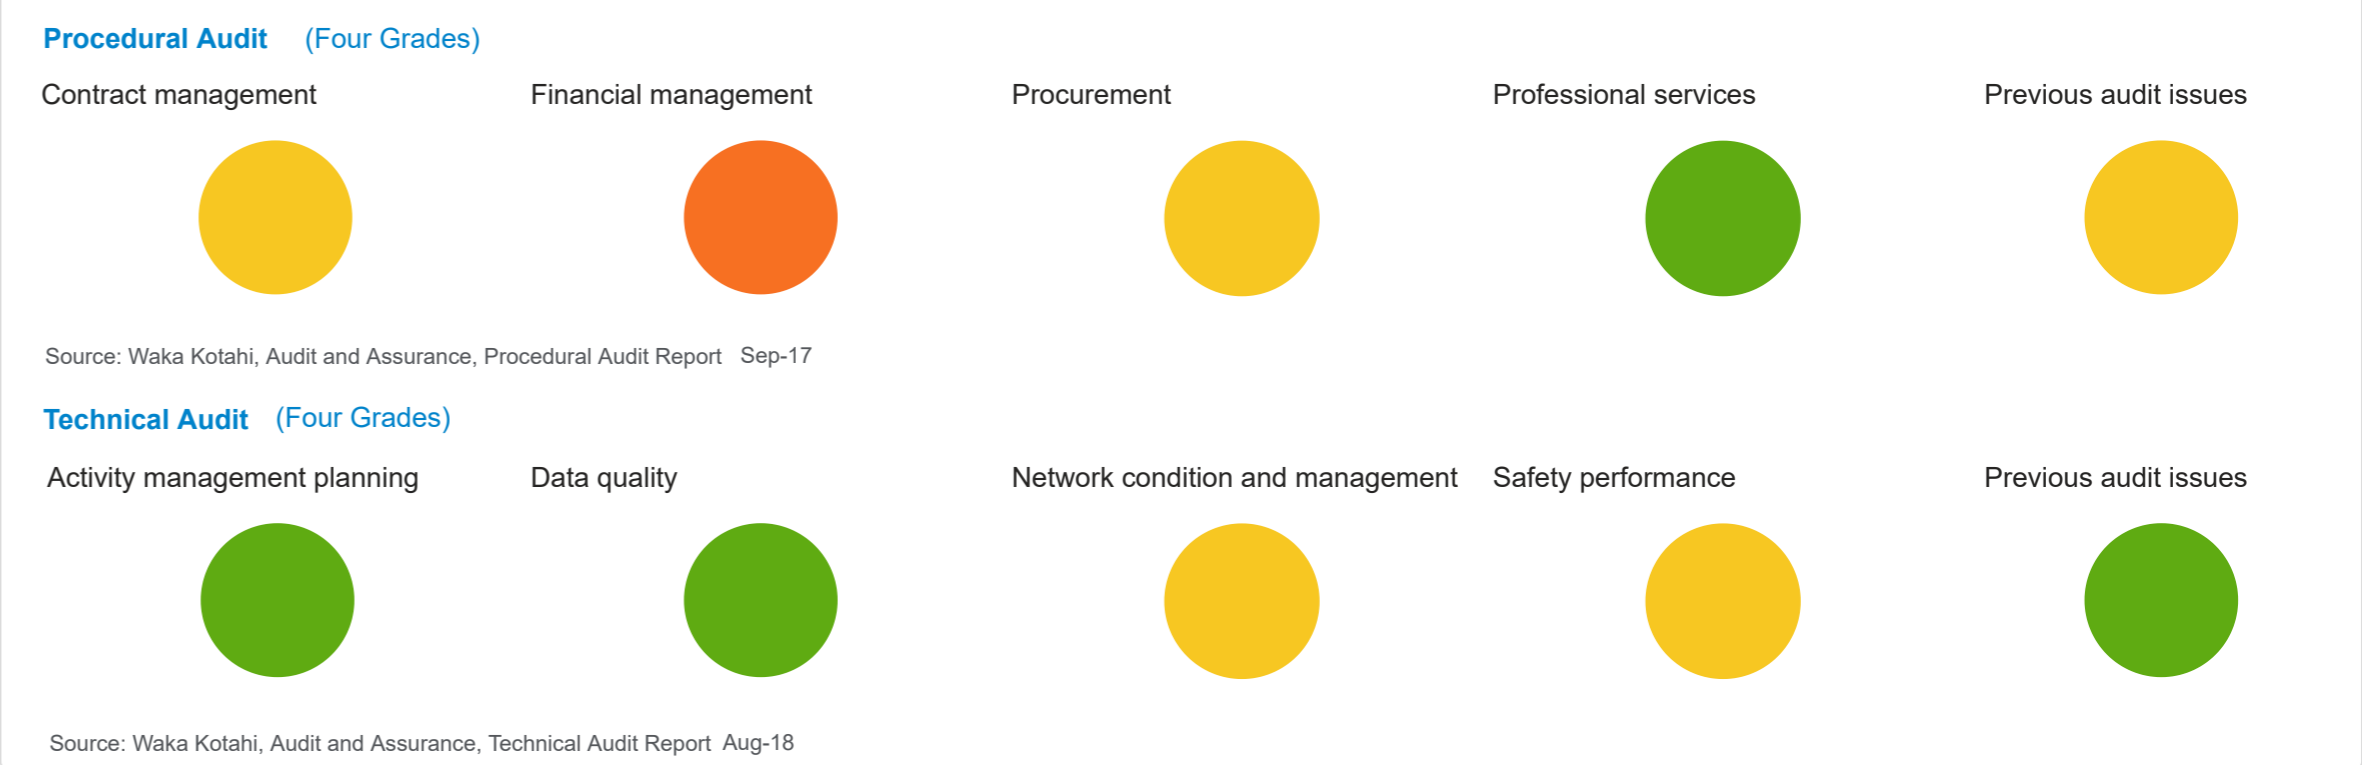 Procedural Audit (Four Grades)
Contract management
Financial management
Procurement
Professional services
Previous audit issues
Source: Waka Kotahi, Audit and Assurance, Procedural Audit Report Sep-17
Technical Audit (Four Grades)
Activity management planning
Data quality
Network condition and management
Safety performance
Previous audit issues
Source: Waka Kotahi, Audit and Assurance, Technical Audit Report Aug-18